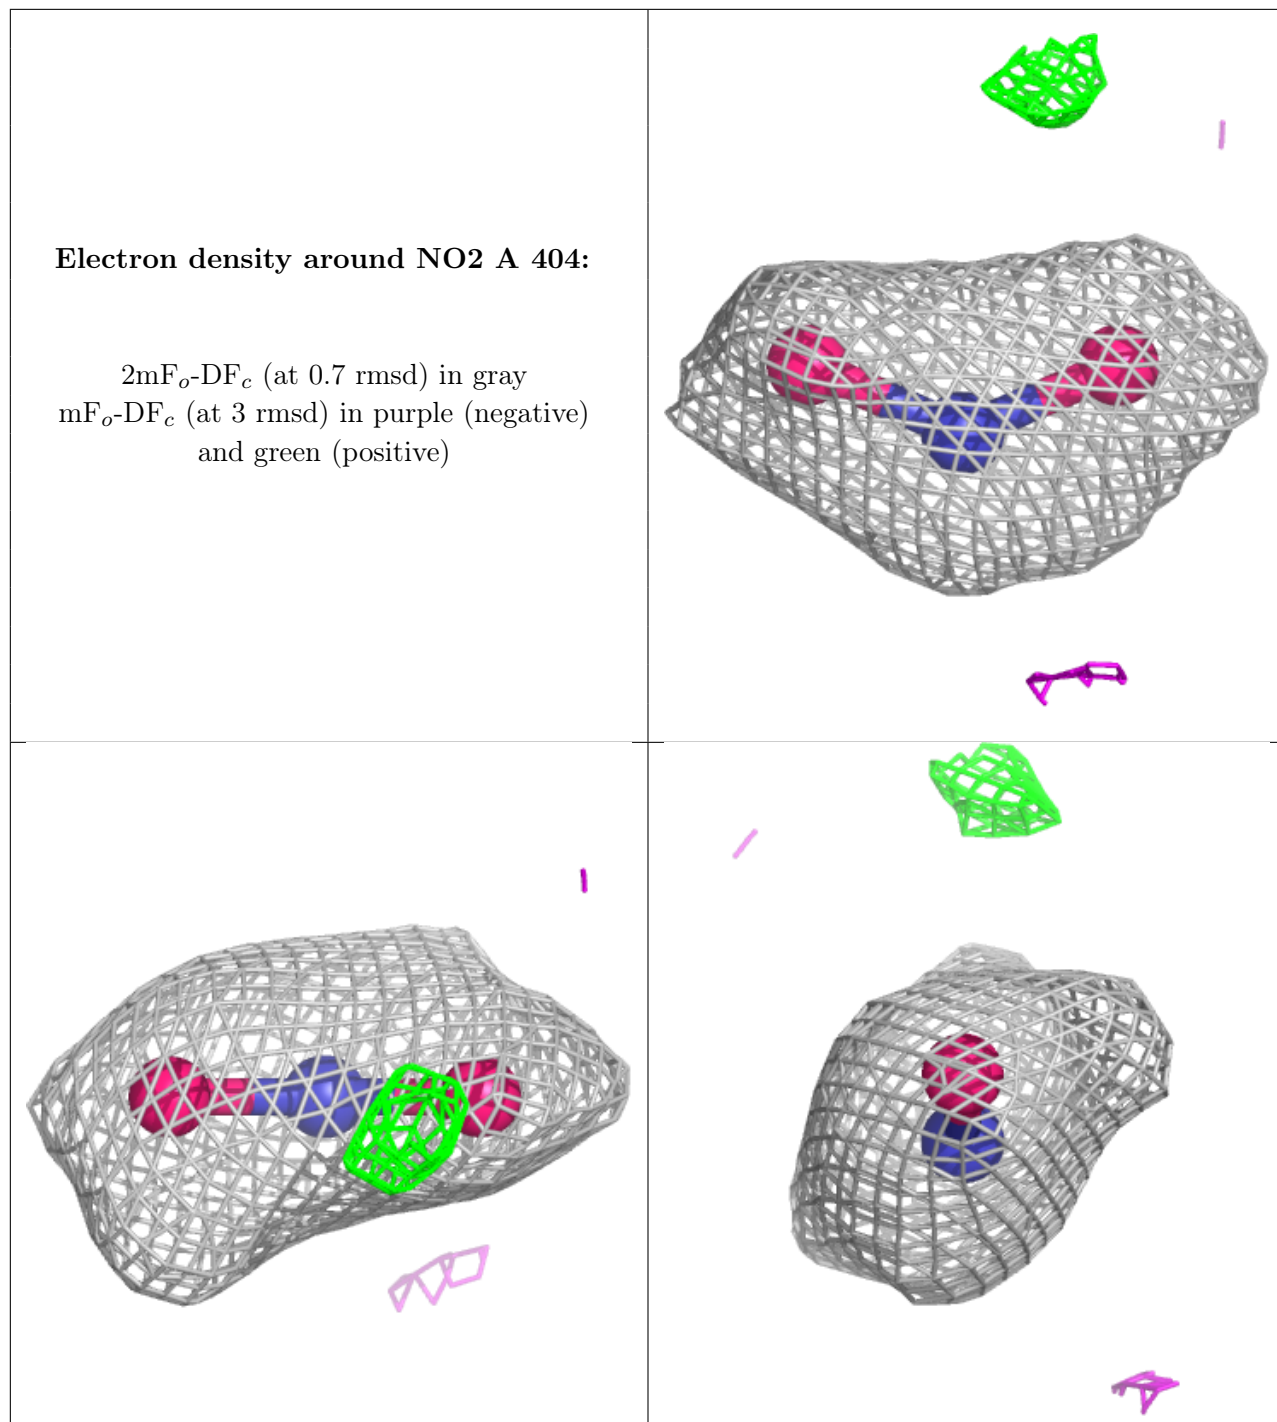 Electron density around NO2 A 404:
2mFo-DFc (at 0.7 rmsd) in gray
mFo-DFc (at 3 rmsd) in purple (negative)
and green (positive)